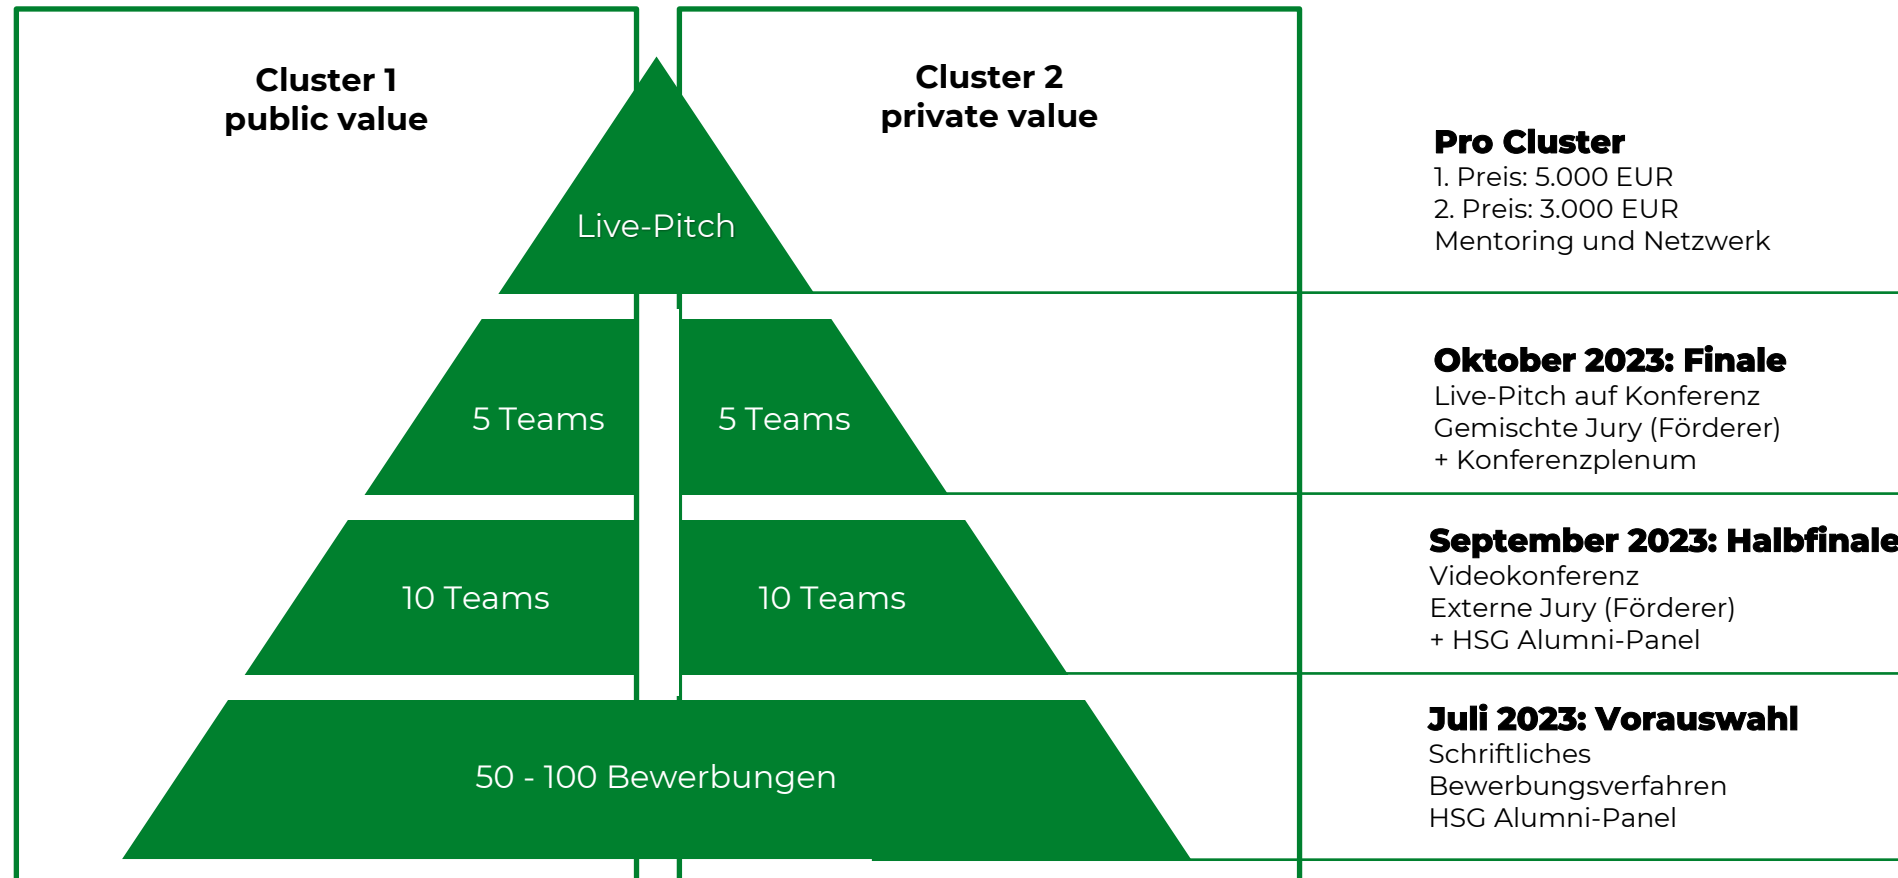 Cluster 1
public value
Cluster 2
private value
Live-Pitch
Pro Cluster
1. Preis: 5.000 EUR
2. Preis: 3.000 EUR
Mentoring und Netzwerk
5 Teams
5 Teams
Oktober 2023: Finale
Live-Pitch auf Konferenz
Gemischte Jury (Förderer)
+ Konferenzplenum
10 Teams
10 Teams
September 2023: Halbfinale
Videokonferenz
Externe Jury (Förderer)
+ HSG Alumni-Panel
50 - 100 Bewerbungen
Juli 2023: Vorauswahl
Schriftliches
Bewerbungsverfahren
HSG Alumni-Panel